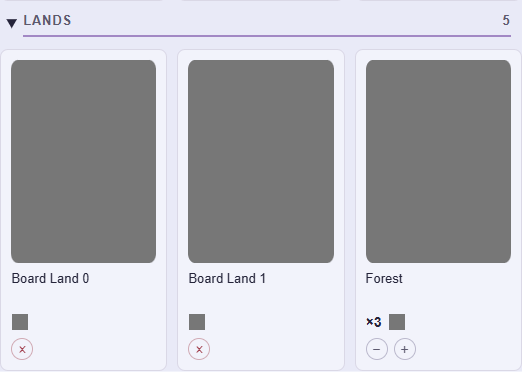 ▼ LANDS 5
Board Land 0
Board Land 1
Forest
×3
× 
×
− +